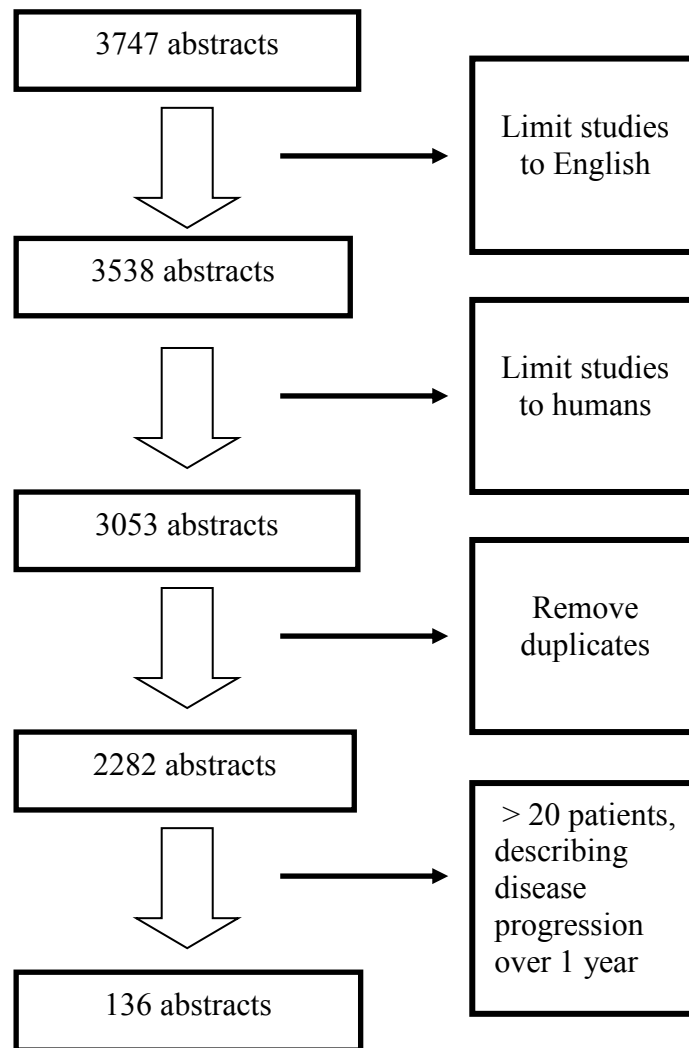 3747 abstracts
Limit studies
to English
3538 abstracts
Limit studies
to humans
3053 abstracts
Remove
duplicates
2282 abstracts
> 20 patients,
describing
disease
progression
over 1 year
136 abstracts